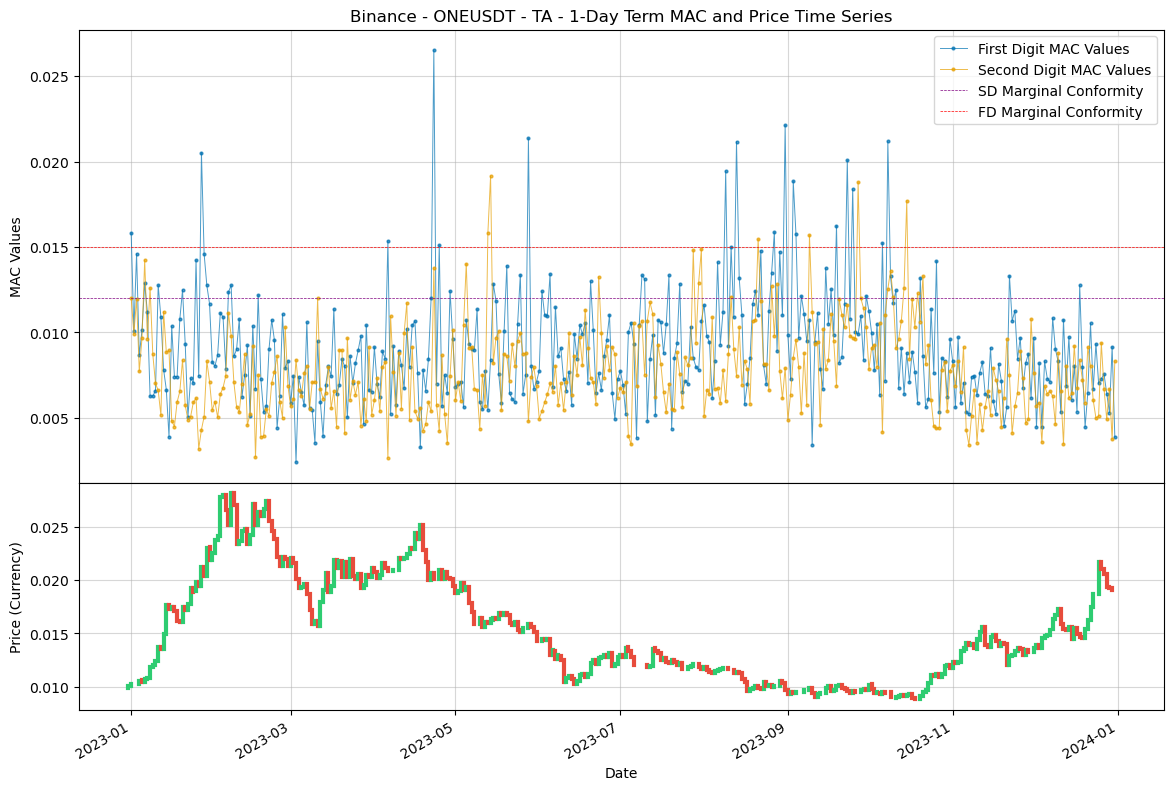 Binance - ONEUSDT - TA - 1-Day Term MAC and Price Time Series
First Digit MAC Values
Second Digit MAC Values
SD Marginal Conformity
FD Marginal Conformity
0.025
0.020
0.015
0.010
0.005
MAC Values
0.025
0.020
0.015
0.010
Price (Currency)
2023-01
2023-03
2023-05
2023-07
2023-09
2023-11
2024-01
Date